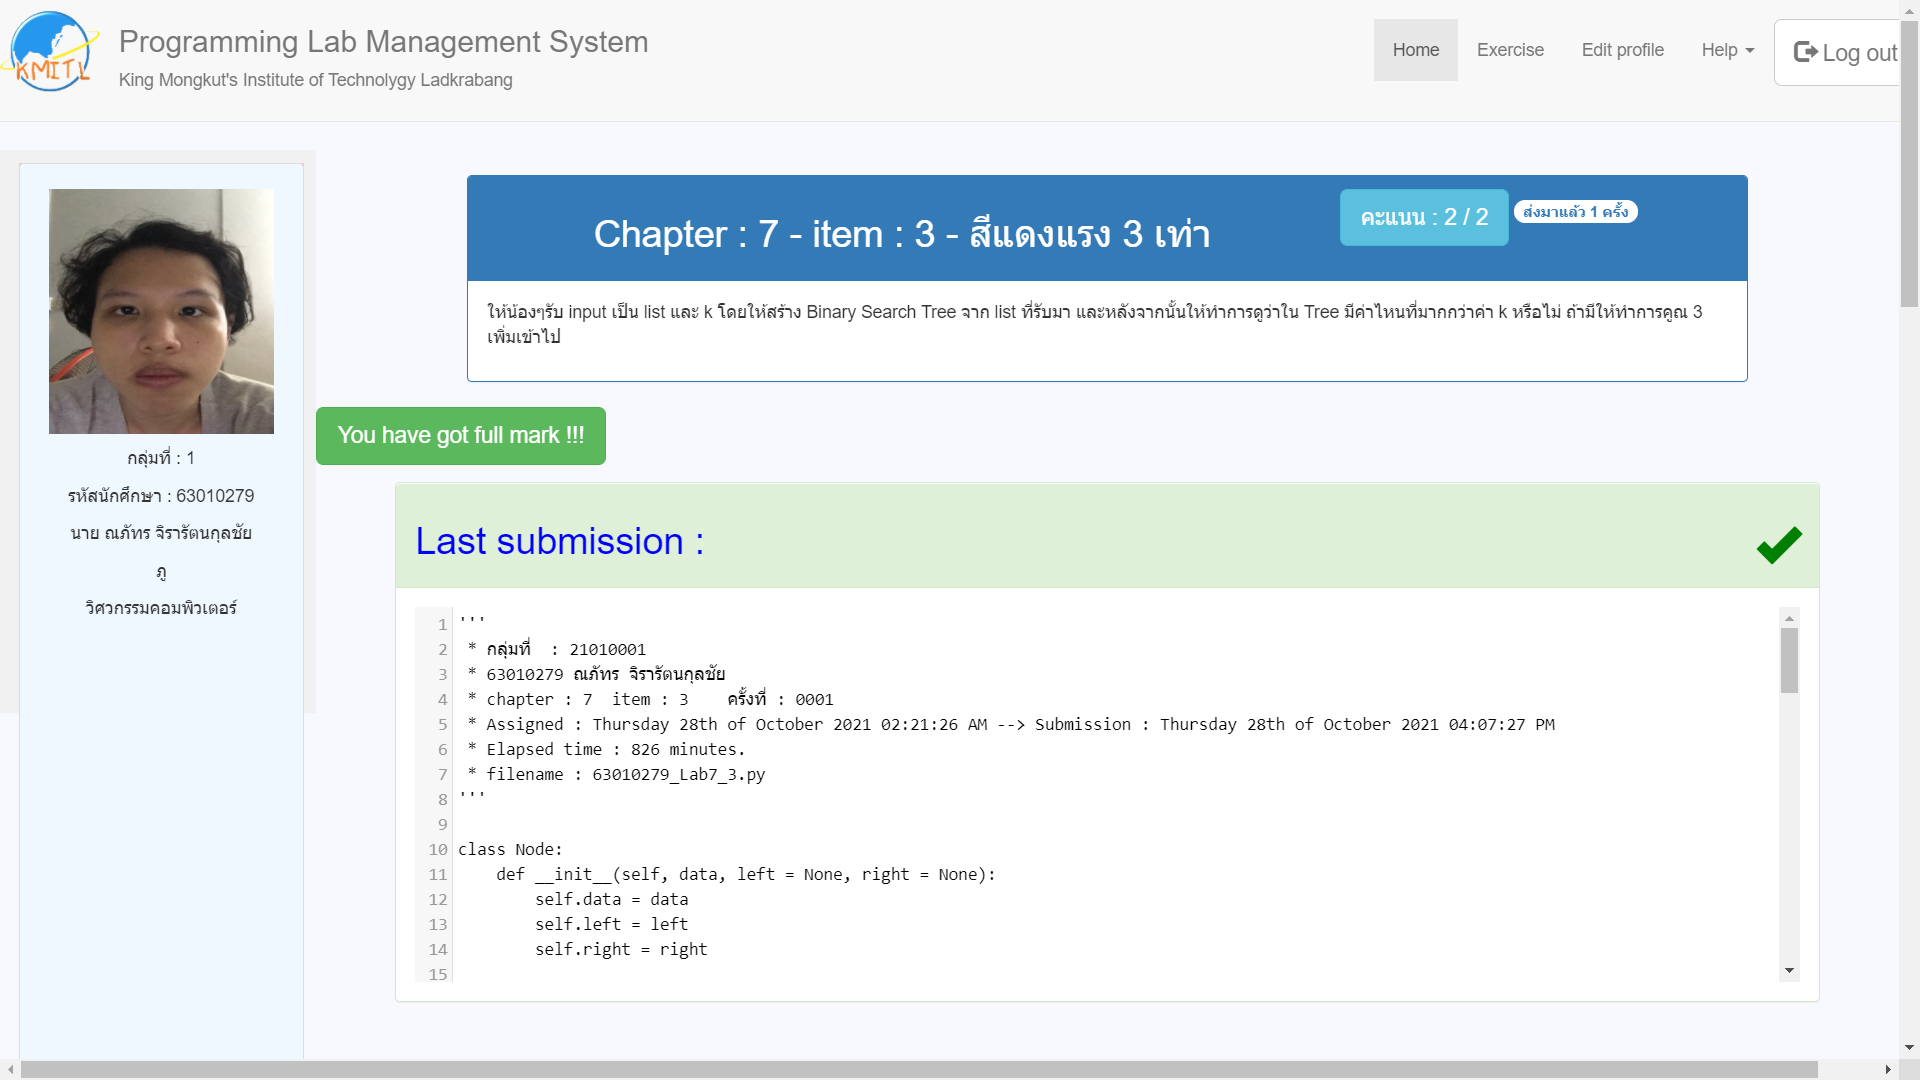 KMITL
Programming Lab Management System
King Mongkut's Institute of Technolygy Ladkrabang
Home
Exercise
Edit profile
Help
Log out
กลุ่มที่ : 1
รหัสนักศึกษา : 63010279
นาย ณภัทร จิรารัตนกุลชัย
ภู
วิศวกรรมคอมพิวเตอร์
Chapter : 7 - item : 3 - สีแดงแรง 3 เท่า
คะแนน : 2 / 2
ส่งมาแล้ว 1 ครั้ง
ให้น้องๆรับ input เป็น list และ k โดยให้สร้าง Binary Search Tree จาก list ที่รับมา และหลังจากนั้นให้ทำการดูว่าใน Tree มีค่าไหนที่มากกว่าค่า k หรือไม่ ถ้ามีให้ทำการคูณ 3
เพิ่มเข้าไป
You have got full mark !!!
Last submission :
1 '''
2  * กลุ่มที่  : 21010001
3  * 63010279 ณภัทร จิรารัตนกุลชัย
4  * chapter : 7  item : 3    ครั้งที่ : 0001
5  * Assigned : Thursday 28th of October 2021 02:21:26 AM --> Submission : Thursday 28th of October 2021 04:07:27 PM
6  * Elapsed time : 826 minutes.
7  * filename : 63010279_Lab7_3.py
8 '''
9
10 class Node:
11     def __init__(self, data, left = None, right = None):
12         self.data = data
13         self.left = left
14         self.right = right
15